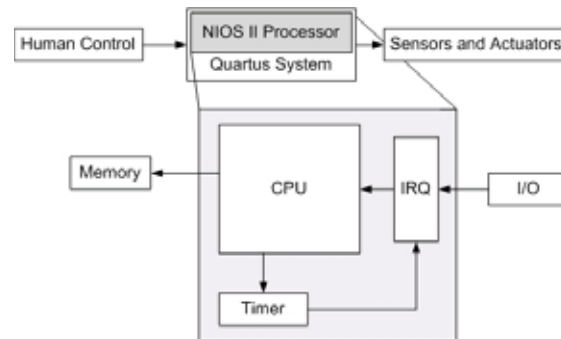 Human Control
NIOS II Processor
Quartus System
Sensors and Actuators
Memory
CPU
IRQ
I/O
Timer